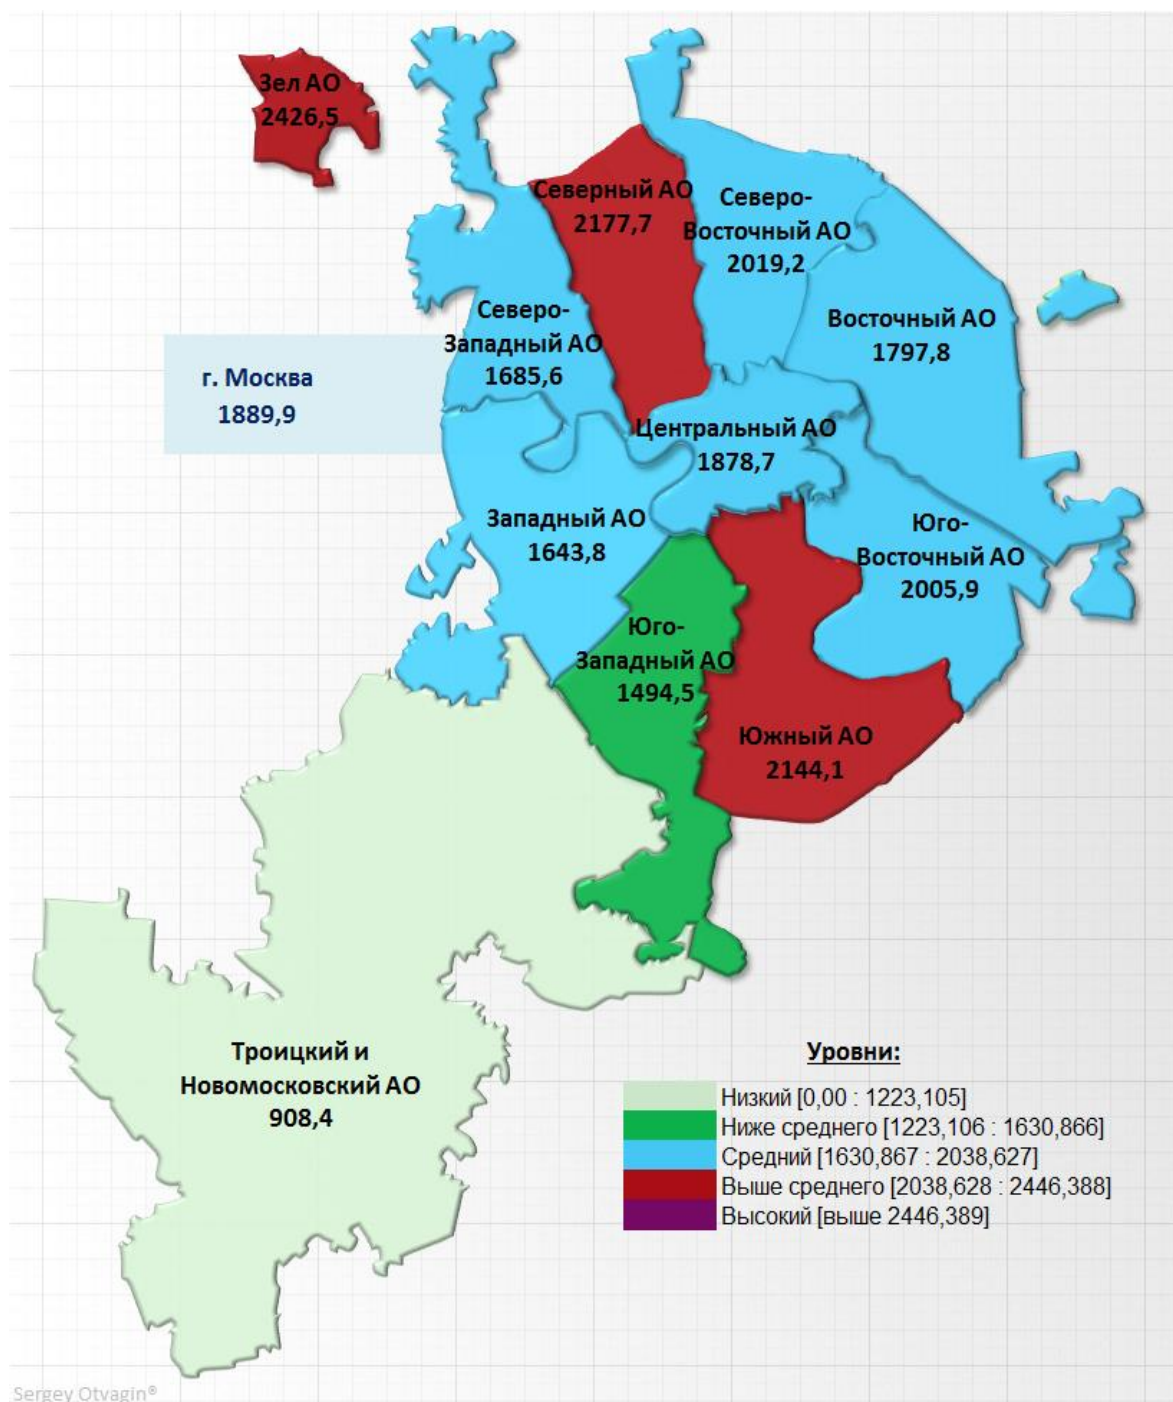 Зел АО
2426,5
Северный АО
2177,7
Северо-
Восточный АО
2019,2
Северо-
Западный АО
1685,6
Восточный АО
1797,8
г. Москва
1889,9
Центральный АО
1878,7
Западный АО
1643,8
Юго-
Восточный АО
2005,9
Юго-
Западный АО
1494,5
Южный АО
2144,1
Троицкий и
Новомосковский АО
908,4
Уровни:
Низкий [0,00 : 1223,105]
Ниже среднего [1223,106 : 1630,866]
Средний [1630,867 : 2038,627]
Выше среднего [2038,628 : 2446,388]
Высокий [выше 2446,389]
Sergey Otvagin®